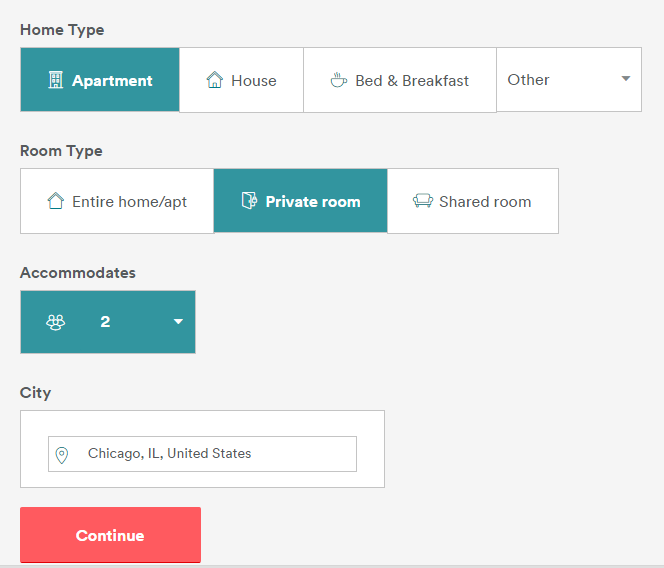 Home Type
Apartment House Bed & Breakfast Other
Room Type
Entire home/apt Private room Shared room
Accommodates
2
City
Chicago, IL, United States
Continue